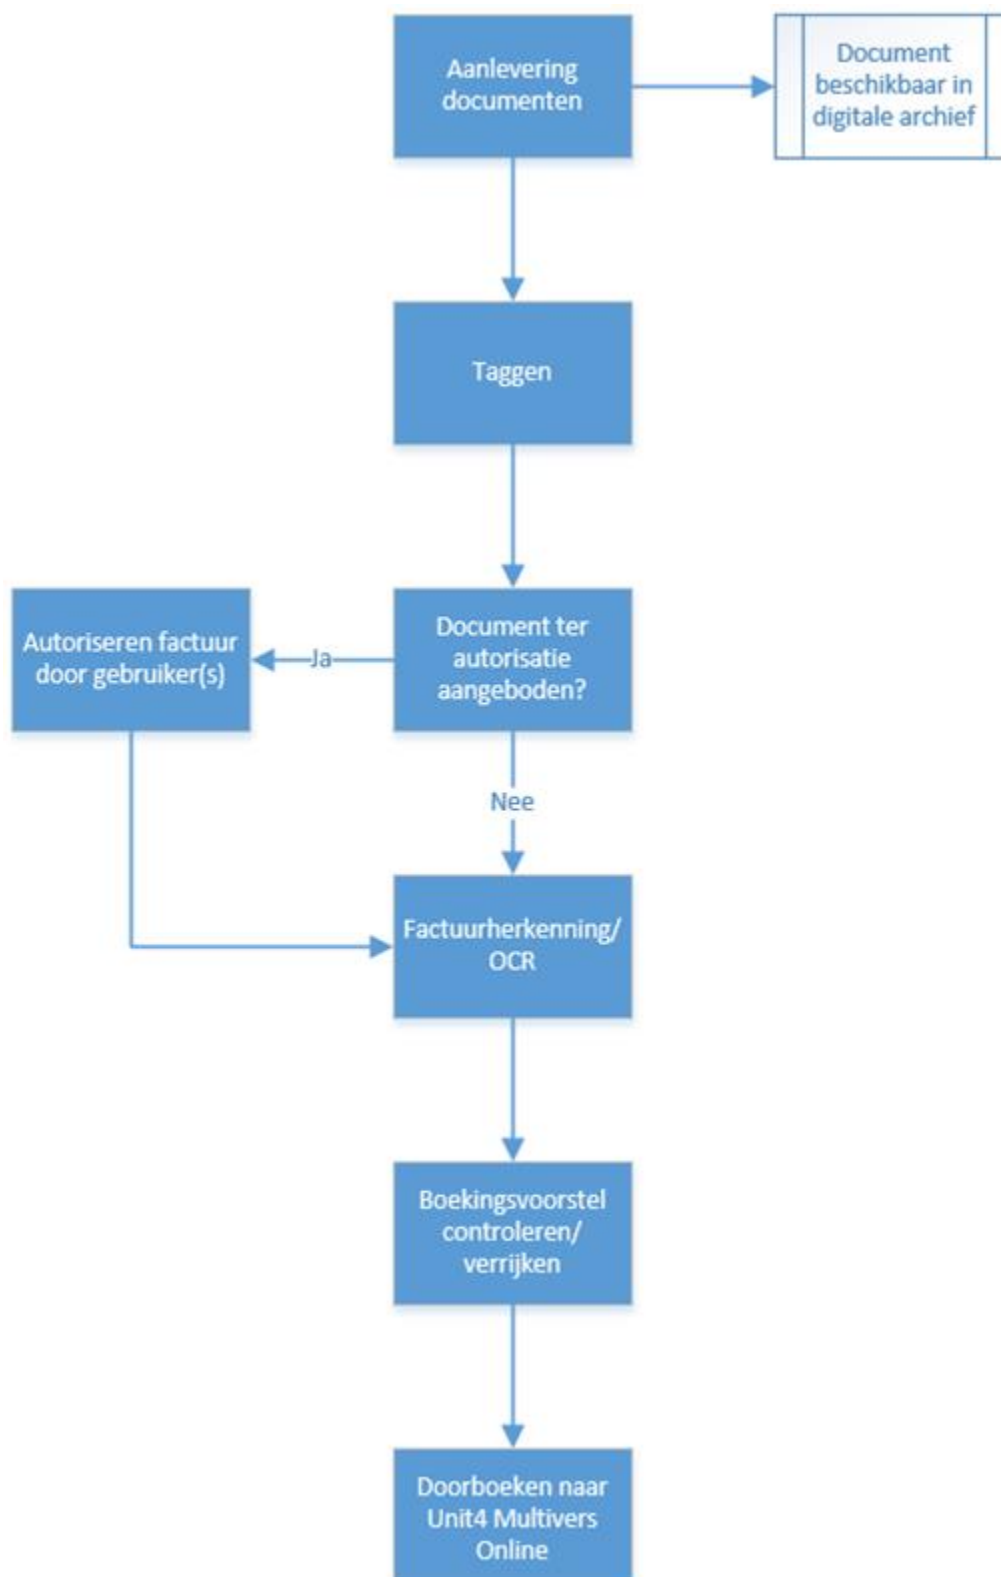 Aanlevering
documenten
Document
beschikbaar in
digitale archief
Taggen
Autoriseren factuur
door gebruiker(s)
Ja
Document ter
autorisatie
aangeboden?
Nee
Factuurherkenning/
OCR
Boekingsvoorstel
controleren/
verrijken
Doorboeken naar
Unit4 Multivers
Online